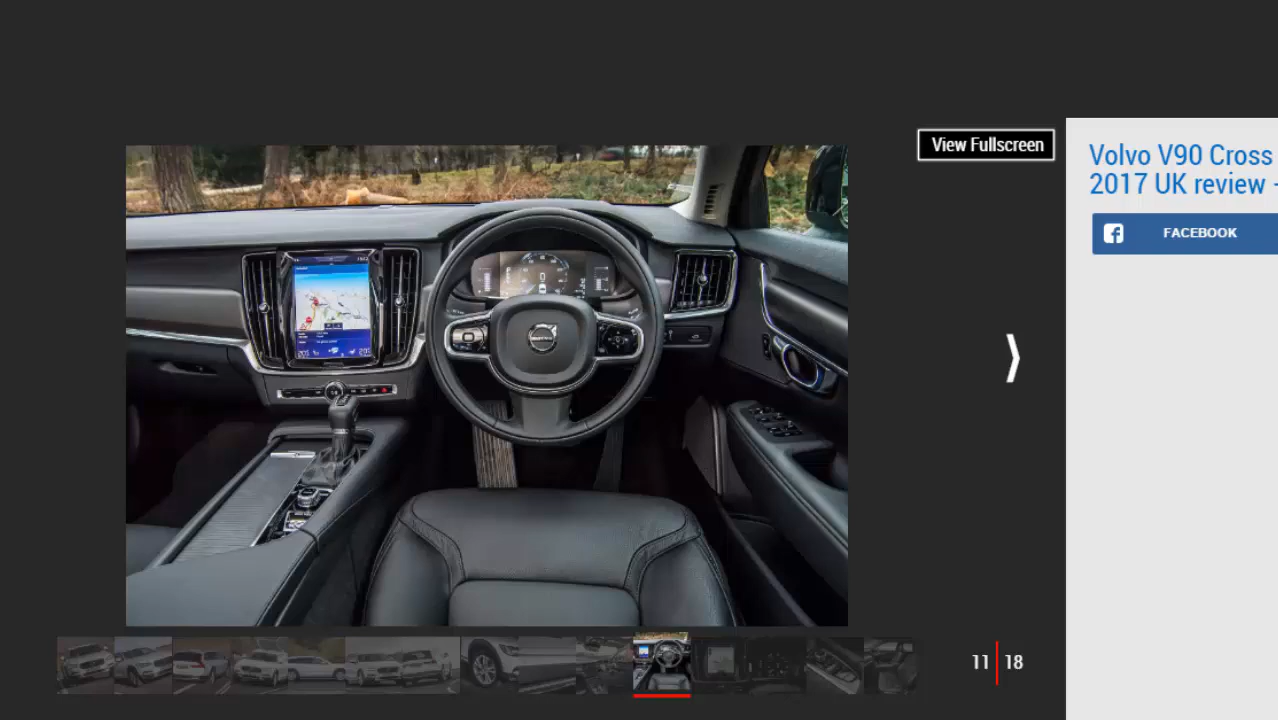 View Fullscreen
Volvo V90 Cross
2017 UK review -
FACEBOOK
11 18